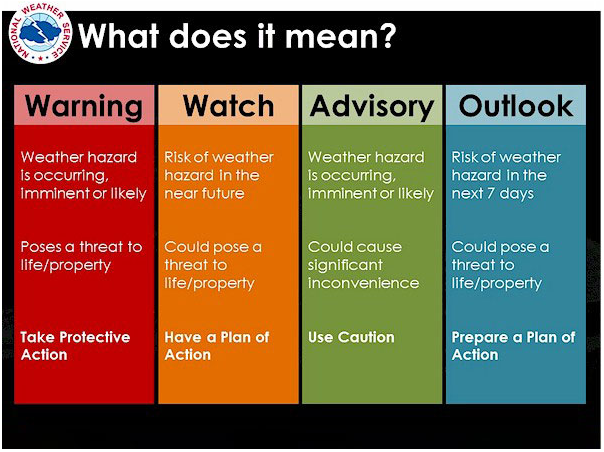 NATIONAL WEATHER SERVICE
What does it mean?
Warning
Weather hazard
is occurring,
imminent or likely
Poses a threat to
life/property
Take Protective
Action
Watch
Risk of weather
hazard in the
near future
Could pose a
threat to
life/property
Have a Plan of
Action
Advisory
Weather hazard
is occurring,
imminent or likely
Could cause
significant
inconvenience
Use Caution
Outlook
Risk of weather
hazard in the
next 7 days
Could pose a
threat to
life/property
Prepare a Plan of
Action